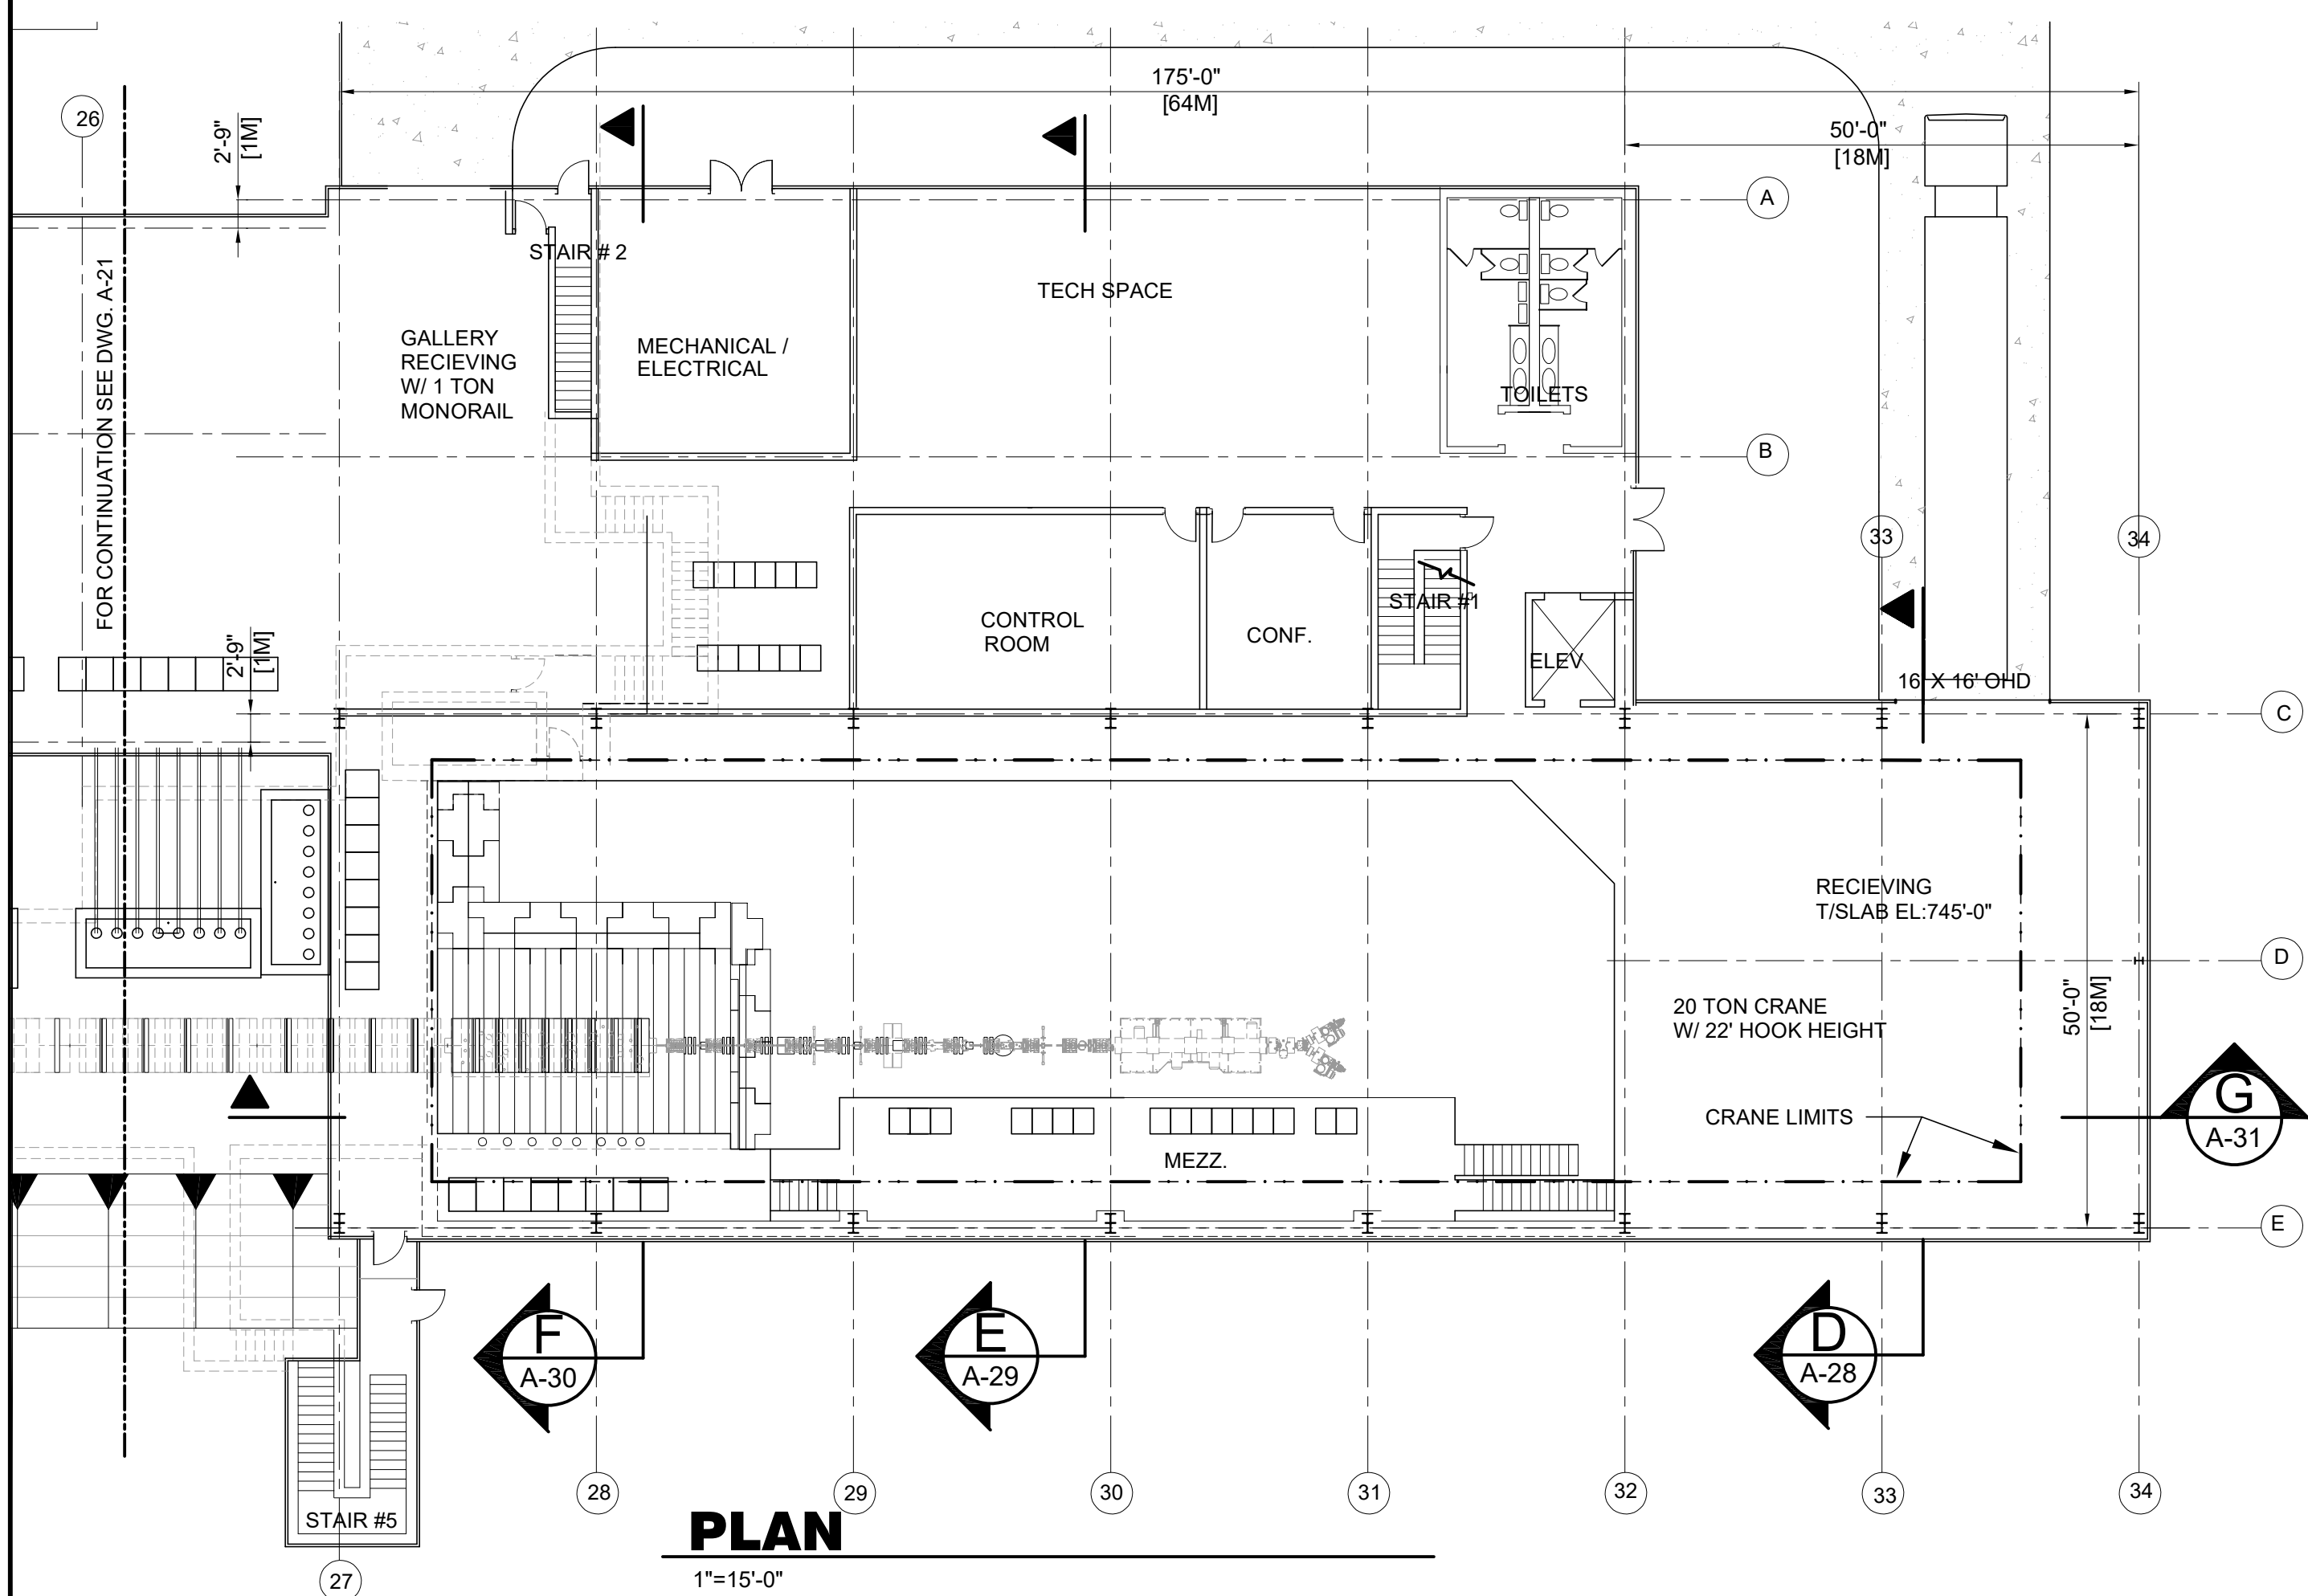 175'-0"
[64M]
26
2'-9"
[1M]
50'-0"
[18M]
A
STAIR # 2
FOR CONTINUATION SEE DWG. A-21
TECH SPACE
GALLERY
RECIEVING
W/ 1 TON
MONORAIL
MECHANICAL /
ELECTRICAL
TOILETS
B
33
34
STAIR #1
CONTROL
ROOM
CONF.
ELEV
2'-9"
[1M]
16' X 16' OHD
C
RECIEVING
T/SLAB EL:745'-0"
D
20 TON CRANE
W/ 22' HOOK HEIGHT
50'-0"
[18M]
CRANE LIMITS
G
A-31
MEZZ.
E
F
A-30
E
A-29
D
A-28
28
29
30
31
32
33
34
STAIR #5
PLAN
27
1"=15'-0"